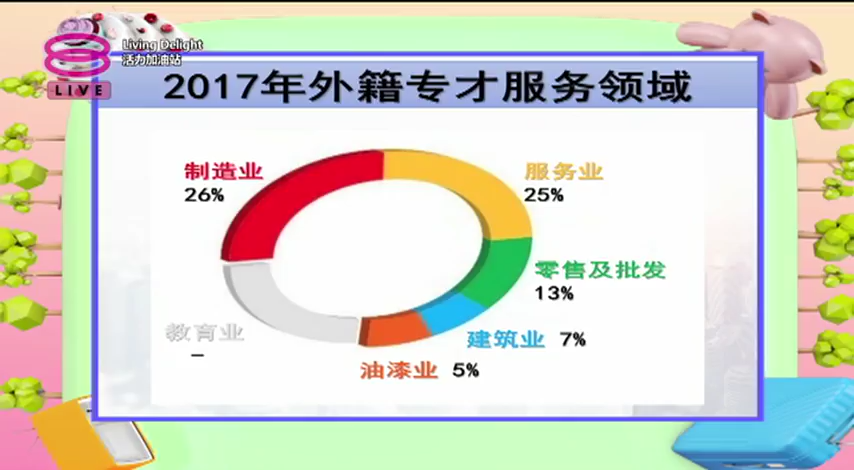 Living Delight
活力加油站
LIVE
2017年外籍专才服务领域
制造业
26%
服务业
25%
零售及批发
13%
教育业
–
建筑业 7%
油漆业 5%